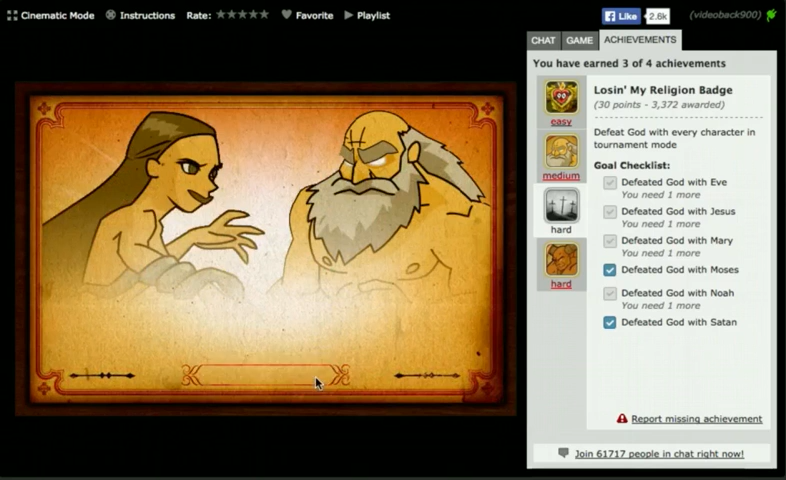 Cinematic Mode Instructions Rate: Favorite Playlist Like 2.6k (videoback900)
CHAT GAME ACHIEVEMENTS
You have earned 3 of 4 achievements
easy
medium
hard
hard
Losin' My Religion Badge
(30 points - 3,372 awarded)
Defeat God with every character in
tournament mode
Goal Checklist:
Defeated God with Eve
You need 1 more
Defeated God with Jesus
You need 1 more
Defeated God with Mary
You need 1 more
Defeated God with Moses
Defeated God with Noah
You need 1 more
Defeated God with Satan
Report missing achievement
Join 61717 people in chat right now!